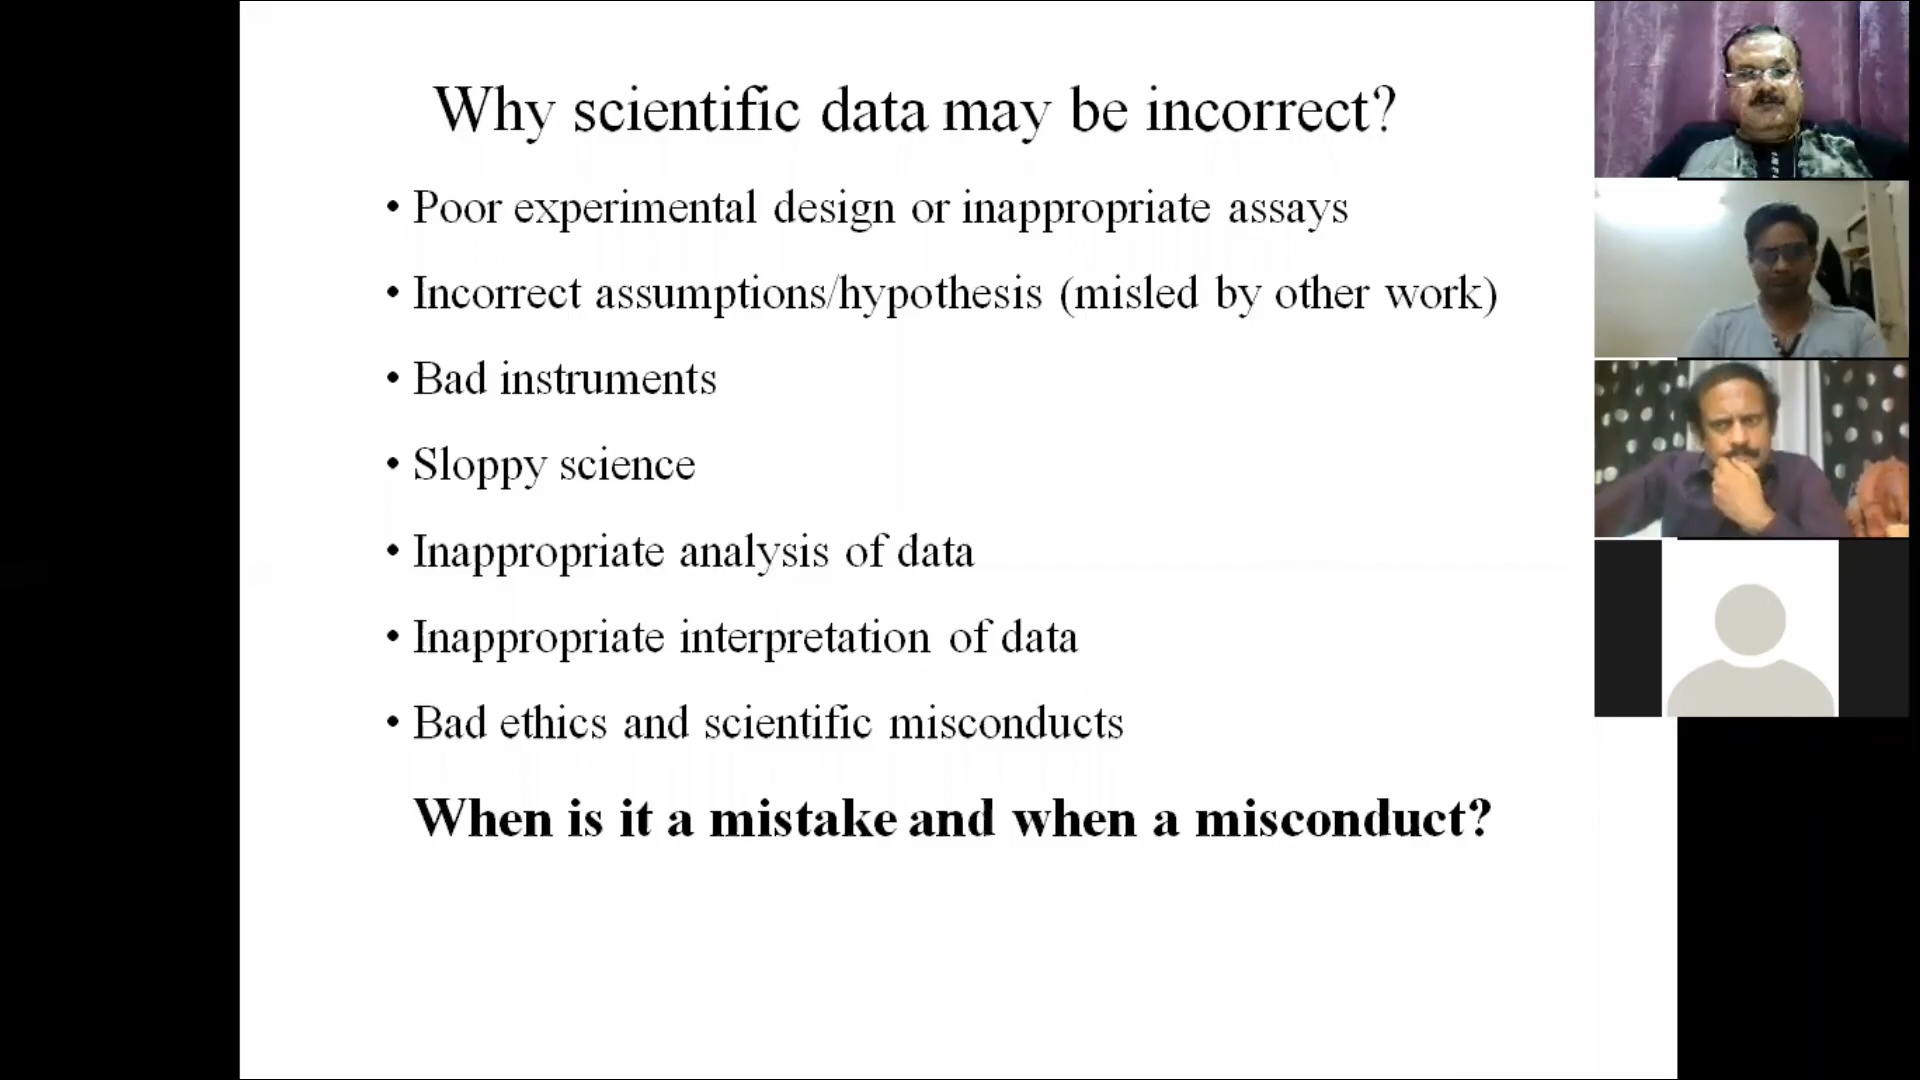 Why scientific data may be incorrect?
• Poor experimental design or inappropriate assays
• Incorrect assumptions/hypothesis (misled by other work)
• Bad instruments
• Sloppy science
• Inappropriate analysis of data
• Inappropriate interpretation of data
• Bad ethics and scientific misconducts
When is it a mistake and when a misconduct?